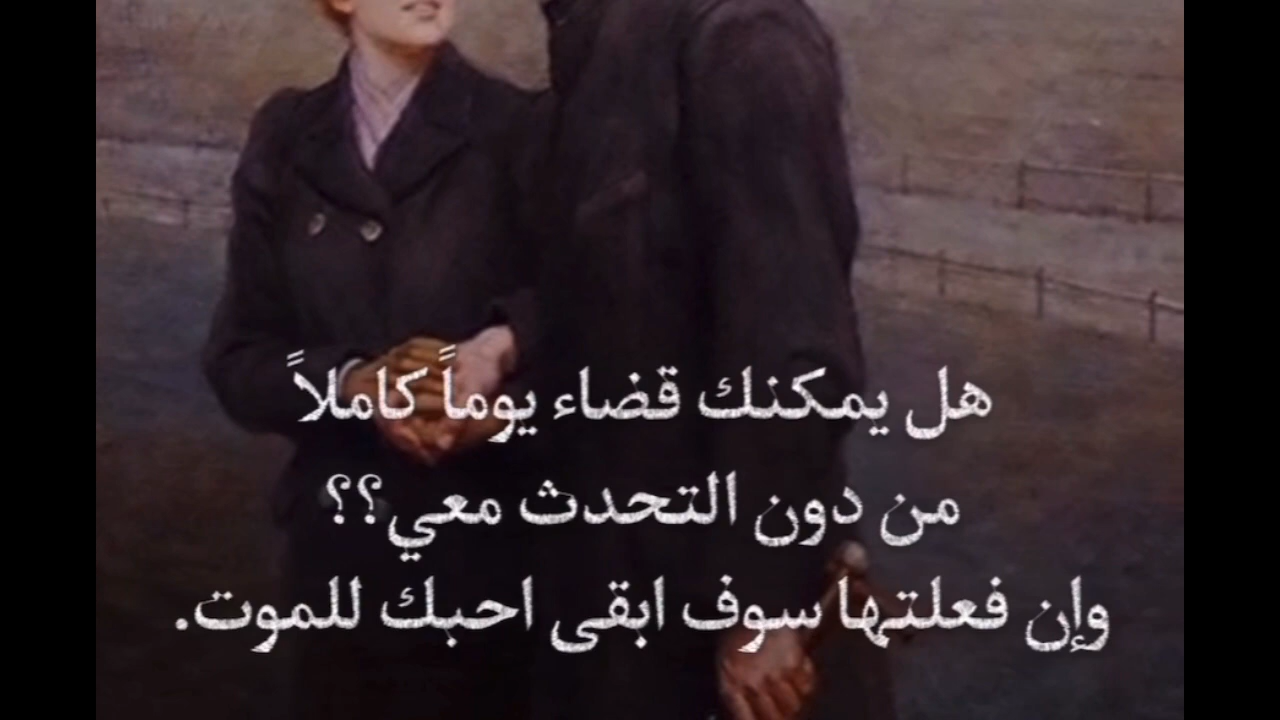 هل يمكنك قضاء يوماً كاملاً
من دون التحدث معي؟؟
وإن فعلتها سوف ابقى احبك للموت.